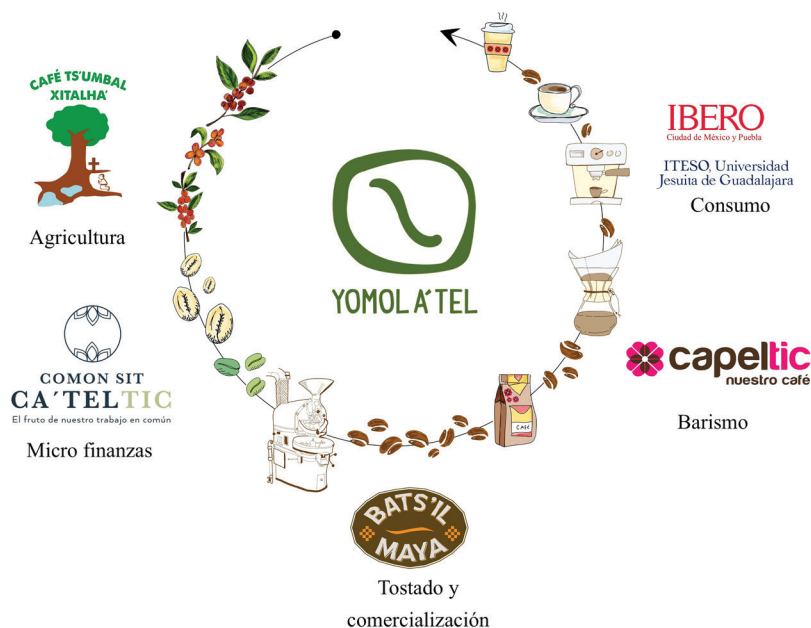 CAFÉ TS'UMBAL
XITALHA'
Agricultura
COMON SIT
CA'TELTIC
El fruto de nuestro trabajo en común
Micro finanzas
YOMOL A'TEL
BATS'IL
MAYA
Tostado y
comercialización
CAFÉ
capeltic
nuestro café
Barismo
IBERO
Ciudad de México y Puebla
ITESO, Universidad
Jesuita de Guadalajara
Consumo